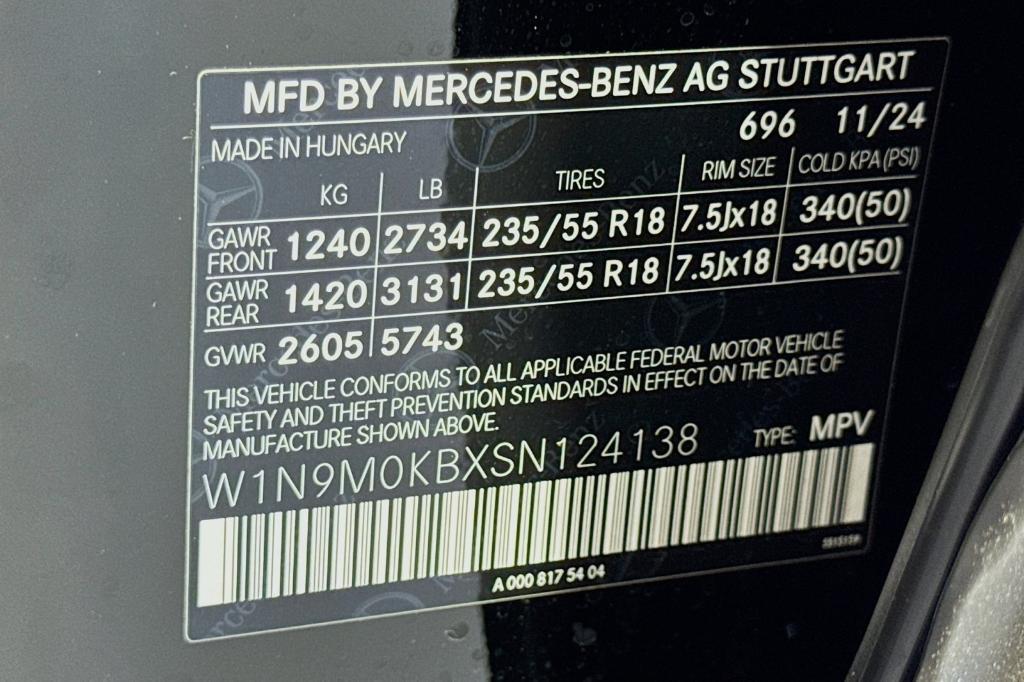 MFD BY MERCEDES-BENZ AG STUTTGART
MADE IN HUNGARY 696 11/24
KG LB TIRES RIM SIZE COLD KPA (PSI)
GAWR FRONT 1240 2734 235/55 R18 7.5Jx18 340(50)
GAWR REAR 1420 3131 235/55 R18 7.5Jx18 340(50)
GVWR 2605 5743
THIS VEHICLE CONFORMS TO ALL APPLICABLE FEDERAL MOTOR VEHICLE
SAFETY AND THEFT PREVENTION STANDARDS IN EFFECT ON THE DATE OF
MANUFACTURE SHOWN ABOVE.
W1N9M0KBXSN124138 TYPE: MPV
A 000 817 54 04